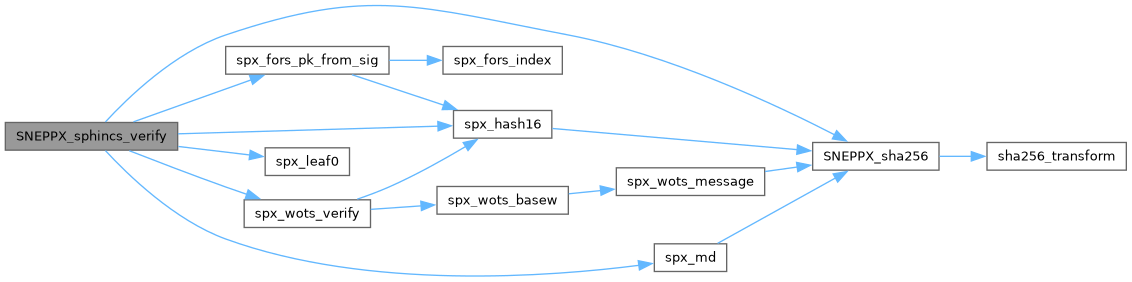 SNEPPX_sphincs_verify
spx_fors_pk_from_sig
spx_fors_index
spx_hash16
spx_leaf0
spx_wots_verify
spx_wots_basew
spx_wots_message
spx_md
SNEPPX_sha256
sha256_transform